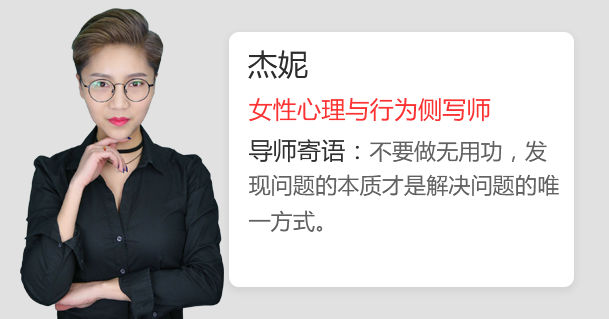 杰妮
女性心理与行为侧写师
导师寄语：不要做无用功，发
现问题的本质才是解决问题的唯
一方式。